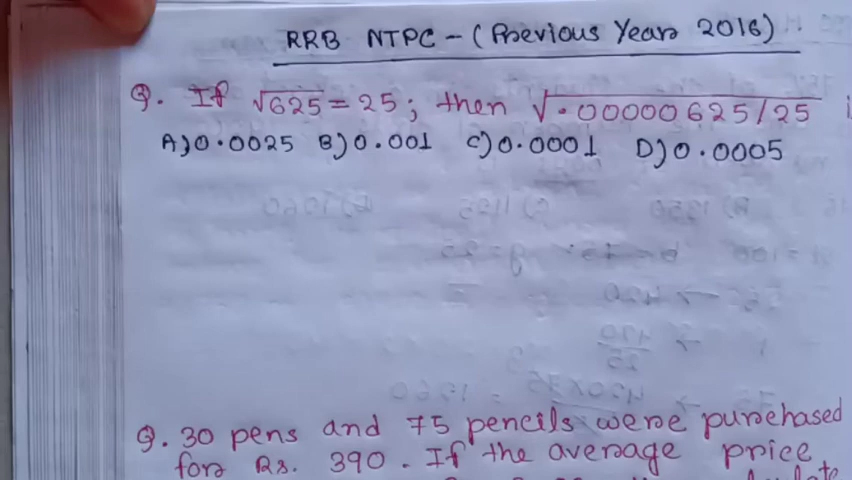 RRB NTPC - (Previous Year 2016)
Q. If √625 = 25; then √.00000625/25
A) 0.0025 B) 0.001 C) 0.0001 D) 0.0005
Q. 30 pens and 75 pencils were purchased
for Rs. 390. If the average price